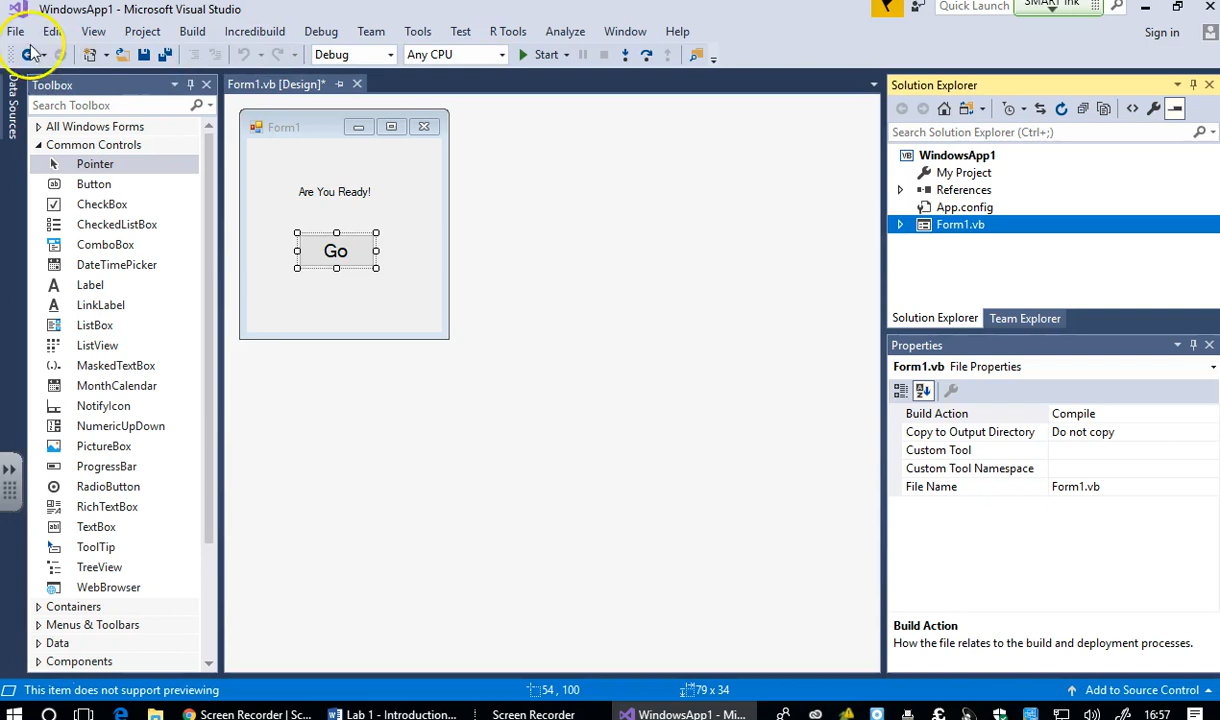 WindowsApp1 - Microsoft Visual Studio
Quick Launch
SMART Ink
File Edit View Project Build Incredibuild Debug Team Tools Test R Tools Analyze Window Help
Sign in
Debug
Any CPU
Start
Data Sources
Toolbox
Search Toolbox
All Windows Forms
Common Controls
Pointer
Button
CheckBox
CheckedListBox
ComboBox
DateTimePicker
Label
LinkLabel
ListBox
ListView
MaskedTextBox
MonthCalendar
NotifyIcon
NumericUpDown
PictureBox
ProgressBar
RadioButton
RichTextBox
TextBox
ToolTip
TreeView
WebBrowser
Containers
Menus & Toolbars
Data
Components
Form1.vb [Design]*
Form1
Are You Ready!
Go
Solution Explorer
Search Solution Explorer (Ctrl+;)
WindowsApp1
My Project
References
App.config
Form1.vb
Solution Explorer Team Explorer
Properties
Form1.vb File Properties
Build Action Compile
Copy to Output Directory Do not copy
Custom Tool
Custom Tool Namespace
File Name Form1.vb
Build Action
How the file relates to the build and deployment processes.
This item does not support previewing
54 , 100
79 x 34
Add to Source Control
Screen Recorder | Sc...
Lab 1 - Introduction...
Screen Recorder
WindowsApp1 - Mi...
16:57